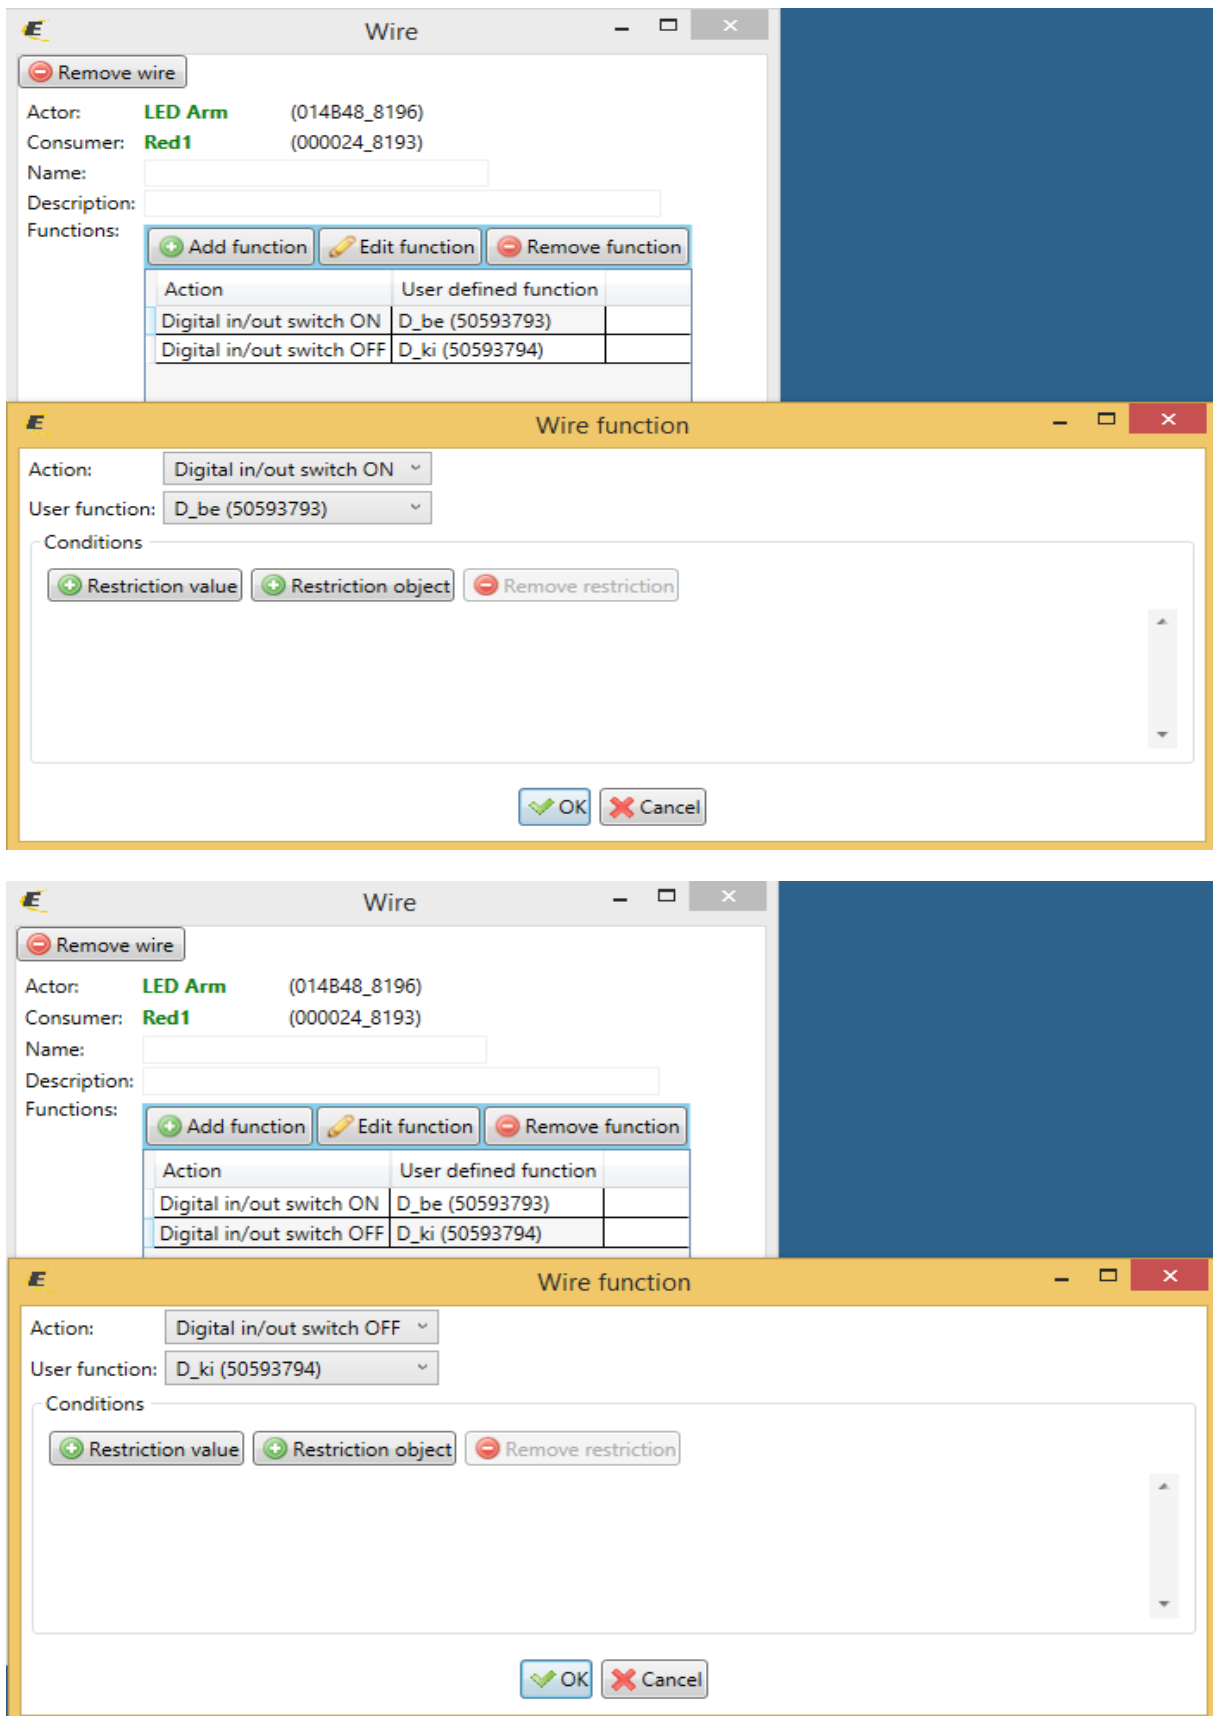 Wire
Remove wire
Actor: LED Arm (014B48_8196)
Consumer: Red1 (000024_8193)
Name:
Description:
Functions:
Add function Edit function Remove function
Action User defined function
Digital in/out switch ON D_be (50593793)
Digital in/out switch OFF D_ki (50593794)
Wire function
Action: Digital in/out switch ON
User function: D_be (50593793)
Conditions
Restriction value Restriction object Remove restriction
OK Cancel
Wire
Remove wire
Actor: LED Arm (014B48_8196)
Consumer: Red1 (000024_8193)
Name:
Description:
Functions:
Add function Edit function Remove function
Action User defined function
Digital in/out switch ON D_be (50593793)
Digital in/out switch OFF D_ki (50593794)
Wire function
Action: Digital in/out switch OFF
User function: D_ki (50593794)
Conditions
Restriction value Restriction object Remove restriction
OK Cancel